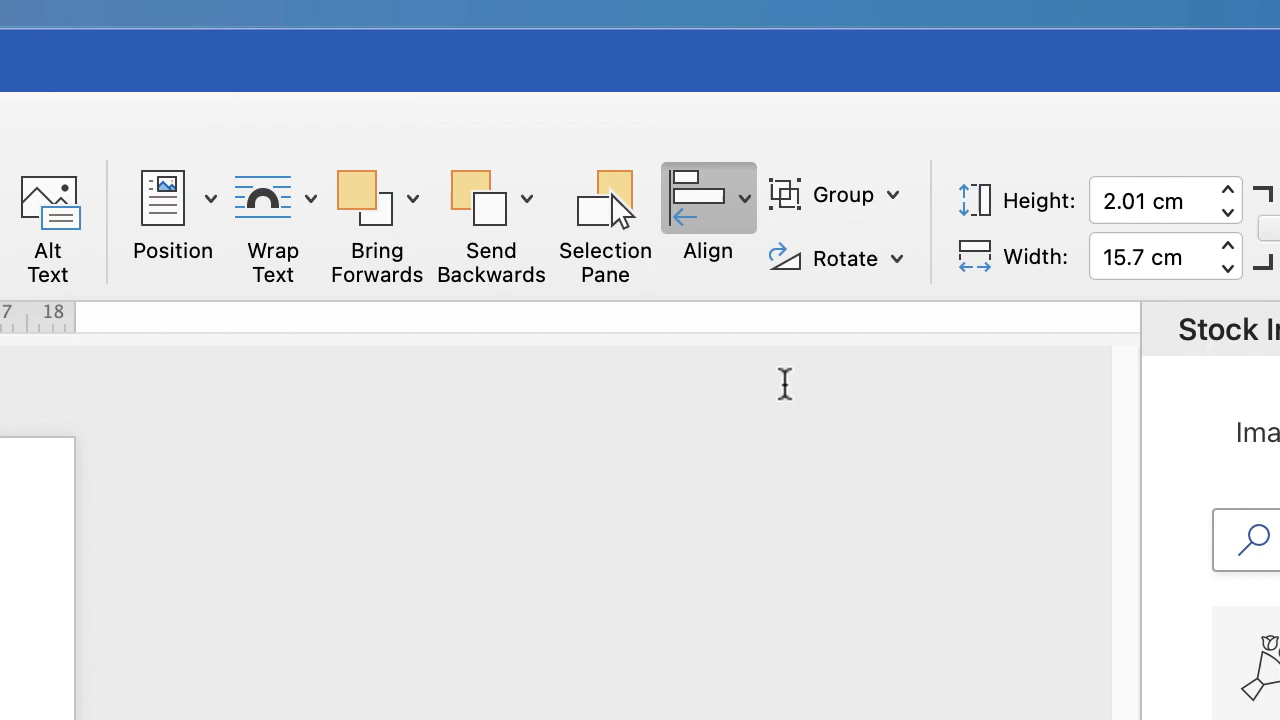 Alt
Text
Position
Wrap
Text
Bring
Forwards
Send
Backwards
Selection
Pane
Align
Group
Rotate
Height: 2.01 cm
Width: 15.7 cm
7 18
Stock